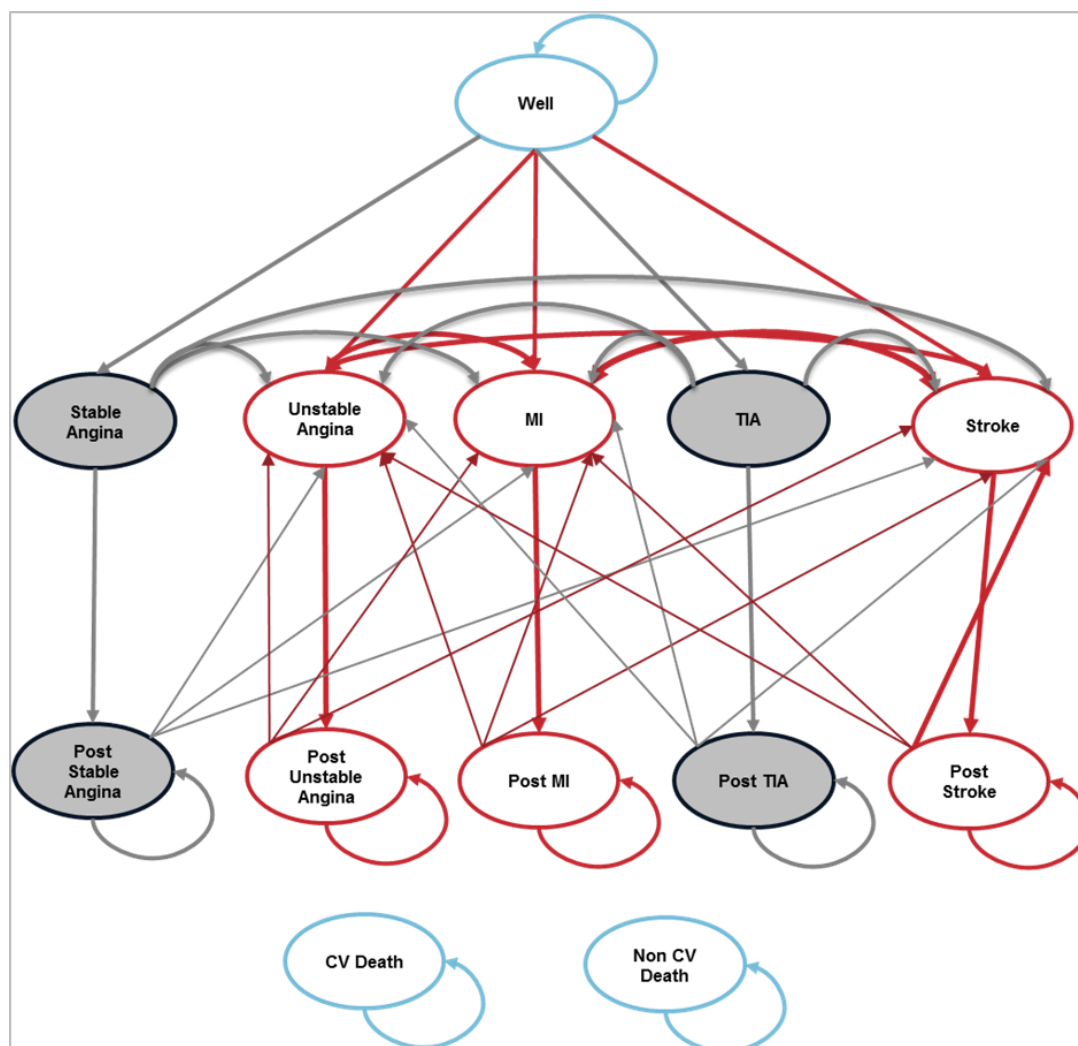 Well
Stable
Angina
Unstable
Angina
MI
TIA
Stroke
Post
Stable
Angina
Post
Unstable
Angina
Post MI
Post TIA
Post
Stroke
CV Death
Non CV
Death